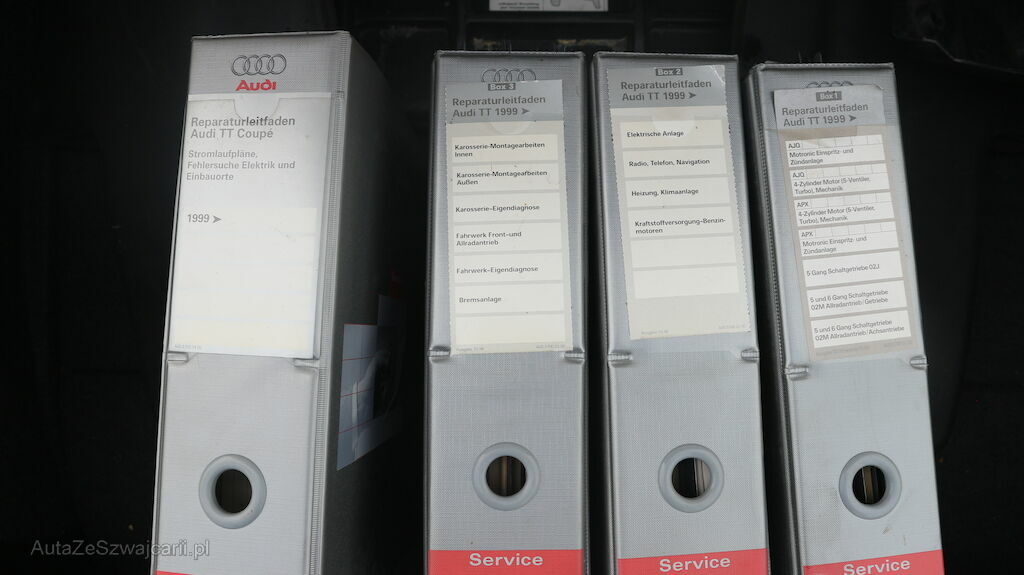 Audi
Reparaturleitfaden
Audi TT Coupé
Stromlaufpläne,
Fehlersuche Elektrik und
Einbauorte
1999 ➤
Box 3
Reparaturleitfaden
Audi TT 1999 ➤
Karosserie-Montagearbeiten
Innen
Karosserie-Montagearbeiten
Außen
Karosserie-Eigendiagnose
Fahrwerk Front-und
Allradantrieb
Fahrwerk-Eigendiagnose
Bremsanlage
Service
Box 2
Reparaturleitfaden
Audi TT 1999 ➤
Elektrische Anlage
Radio, Telefon, Navigation
Heizung, Klimaanlage
Kraftstoffversorgung-Benzin-
motoren
Service
Box 1
Reparaturleitfaden
Audi TT 1999 ➤
AJQ
Motronic Einspritz- und
Zündanlage
AJQ
4-Zylinder Motor (5-Ventiler,
Turbo), Mechanik
APX
4-Zylinder Motor (5-Ventiler,
Turbo), Mechanik
APX
Motronic Einspritz- und
Zündanlage
5 Gang Schaltgetriebe 02J
5 und 6 Gang Schaltgetriebe
02M Allradantrieb/Getriebe
5 und 6 Gang Schaltgetriebe
02M Allradantrieb/Achsantriebe
Service
AutaZeSzwajcarii.pl